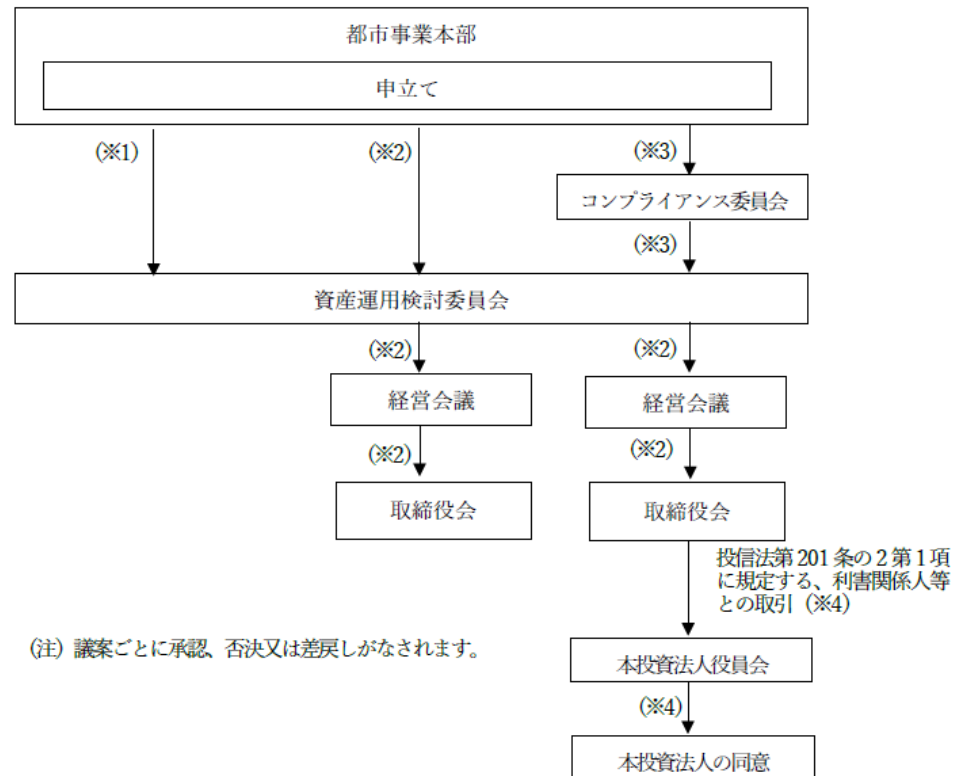 都市事業本部
申立て
(※1)
(※2)
(※3)
コンプライアンス委員会
(※3)
資産運用検討委員会
(※2)
(※2)
経営会議
経営会議
(※2)
(※2)
取締役会
取締役会
投信法第201条の2第1項
に規定する、利害関係人等
との取引（※4）
(注) 議案ごとに承認、否決又は差戻しがなされます。
本投資法人役員会
(※4)
本投資法人の同意